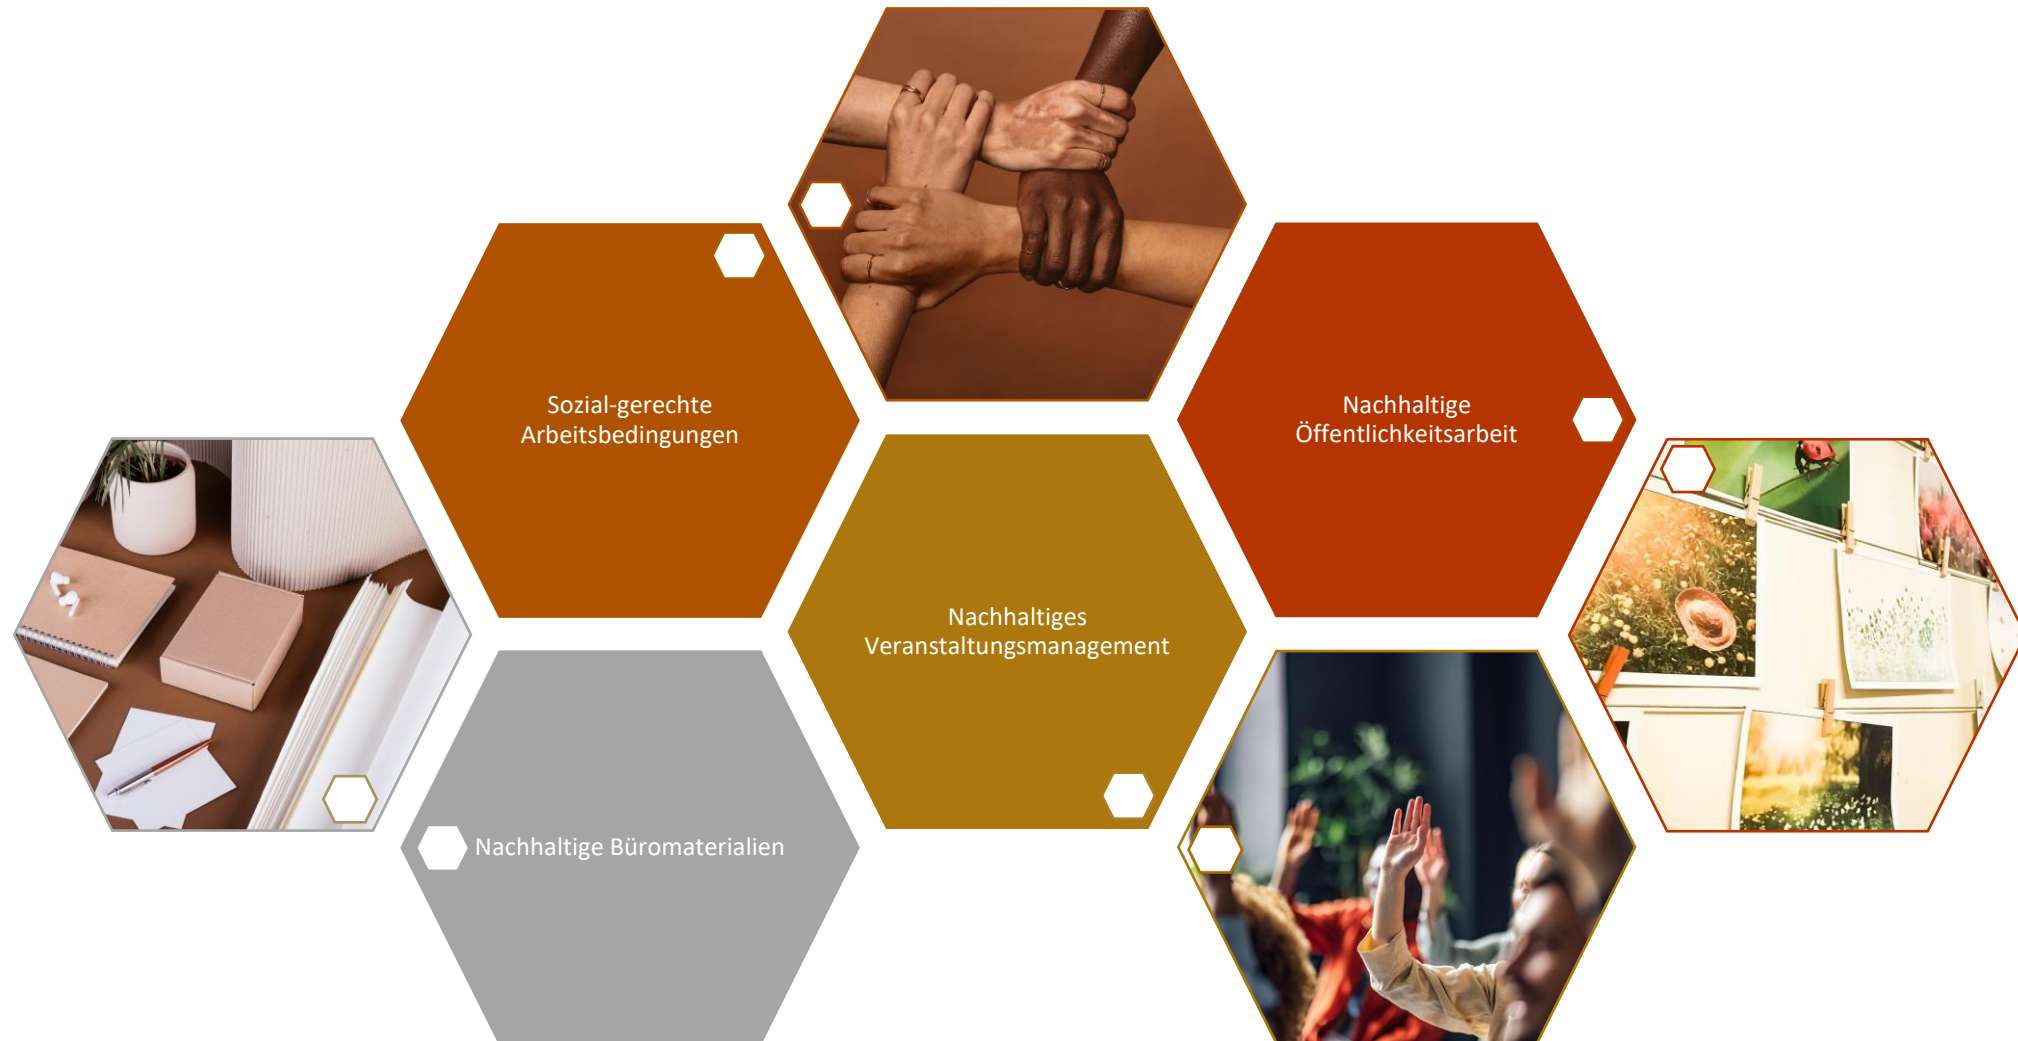 Sozial-gerechte
Arbeitsbedingungen
Nachhaltige
Öffentlichkeitsarbeit
Nachhaltiges
Veranstaltungsmanagement
Nachhaltige Büromaterialien